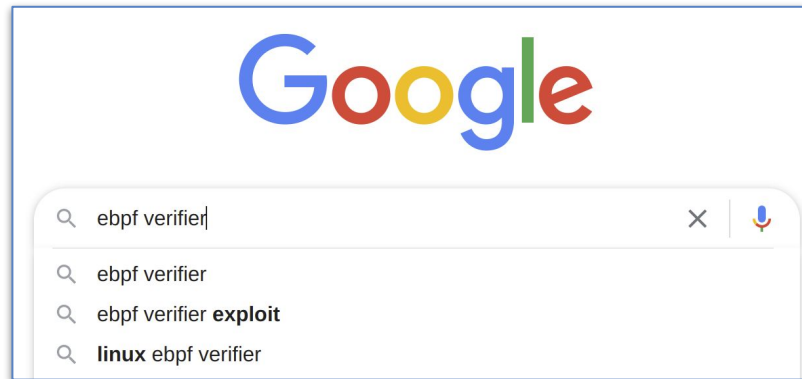 Google
ebpf verifier
ebpf verifier
ebpf verifier exploit
linux ebpf verifier